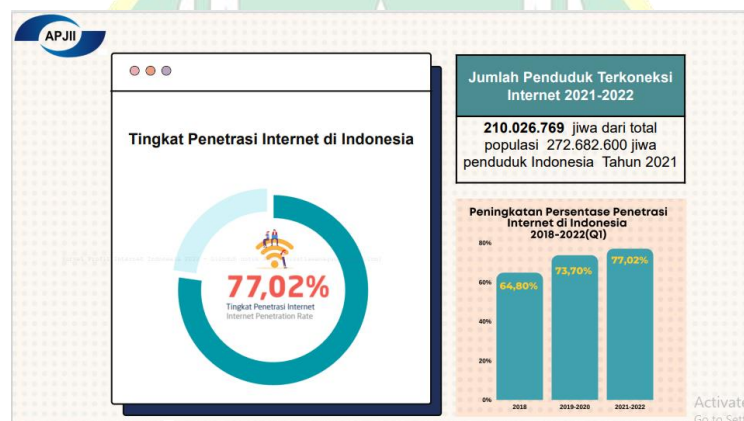 APJII
Tingkat Penetrasi Internet di Indonesia
77,02%
Tingkat Penetrasi Internet
Internet Penetration Rate
Jumlah Penduduk Terkoneksi
Internet 2021-2022
210.026.769 jiwa dari total
populasi 272.682.600 jiwa
penduduk Indonesia Tahun 2021
Peningkatan Persentase Penetrasi
Internet di Indonesia
2018-2022(Q1)
80%
60%
40%
20%
0%
64,80%
73,70%
77,02%
2018
2019-2020
2021-2022
Activate
Go to Set